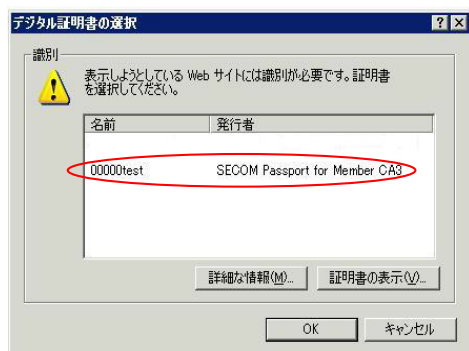 デジタル証明書の選択
識別
表示しようとしている Web サイトには識別が必要です。証明書
を選択してください。
名前 発行者
00000test SECOM Passport for Member CA3
詳細な情報(M)... 証明書の表示(V)...
OK キャンセル